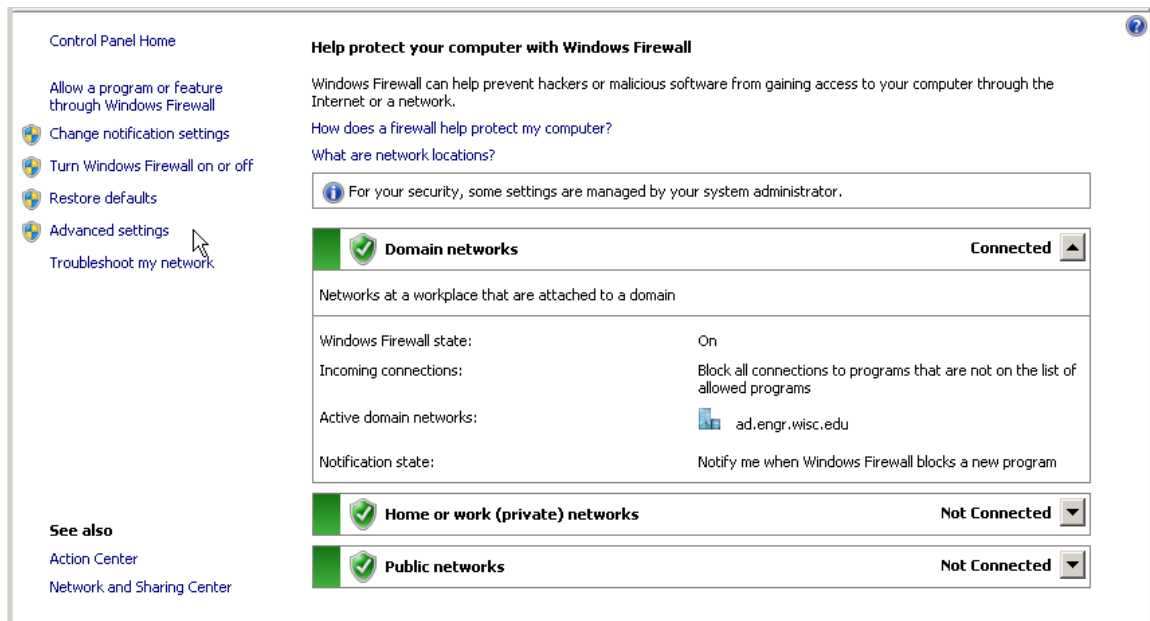 Control Panel Home
Allow a program or feature
through Windows Firewall
Change notification settings
Turn Windows Firewall on or off
Restore defaults
Advanced settings
Troubleshoot my network
See also
Action Center
Network and Sharing Center
Help protect your computer with Windows Firewall
Windows Firewall can help prevent hackers or malicious software from gaining access to your computer through the
Internet or a network.
How does a firewall help protect my computer?
What are network locations?
For your security, some settings are managed by your system administrator.
Domain networks Connected
Networks at a workplace that are attached to a domain
Windows Firewall state: On
Incoming connections: Block all connections to programs that are not on the list of
allowed programs
Active domain networks: ad.engr.wisc.edu
Notification state: Notify me when Windows Firewall blocks a new program
Home or work (private) networks Not Connected
Public networks Not Connected